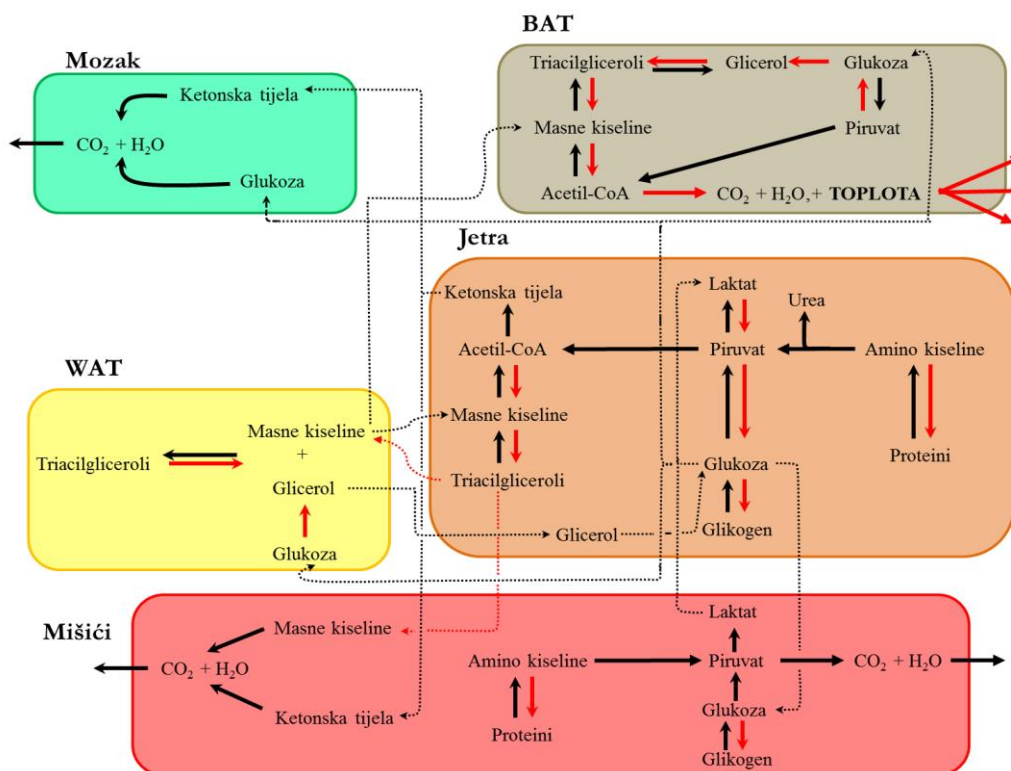 BAT
Mozak
Triacilgliceroli
Glicerol
Glukoza
Ketonska tijela
Masne kiseline
Piruvat
CO₂ + H₂O
Glukoza
Acetil-CoA
CO₂ + H₂O,+ TOPLOTA
Jetra
Ketonska tijela
Laktat
Urea
Acetil-CoA
Piruvat
Amino kiseline
WAT
Masne kiseline
Masne kiseline
+
Triacilgliceroli
Glukoza
Proteini
Glicerol
Triacilgliceroli
Glikogen
Glicerol
Glukoza
Mišići
Laktat
Masne kiseline
CO₂ + H₂O
Amino kiseline
Piruvat
CO₂ + H₂O
Ketonska tijela
Glukoza
Proteini
Glikogen